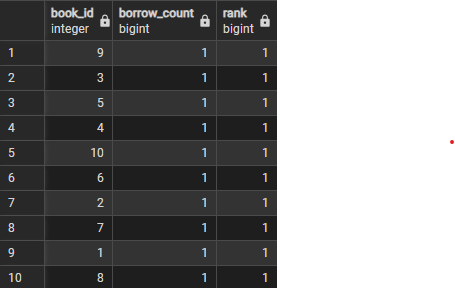 book_id borrow_count rank
integer bigint bigint
1 9 1 1
2 3 1 1
3 5 1 1
4 4 1 1
5 10 1 1
6 6 1 1
7 2 1 1
8 7 1 1
9 1 1 1
10 8 1 1